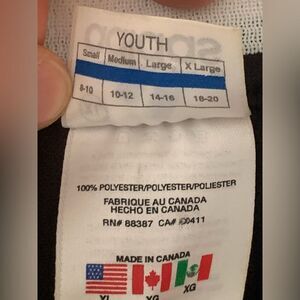 YOUTH
Small Medium Large X Large
8-10 10-12 14-16 18-20
100% POLYESTER/POLYESTER/POLIESTER
FABRIQUE AU CANADA
HECHO EN CANADA
RN# 88387 CA#
MADE IN CANADA
XL XG XG